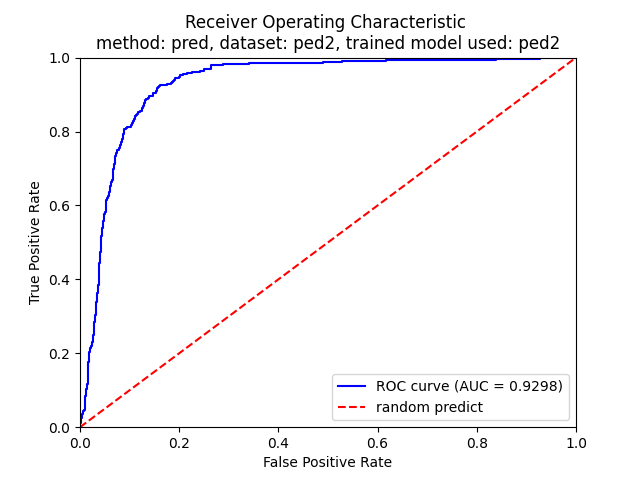 Receiver Operating Characteristic
method: pred, dataset: ped2, trained model used: ped2
1.0
0.8
0.6
0.4
0.2
0.0
True Positive Rate
ROC curve (AUC = 0.9298)
random predict
0.0 0.2 0.4 0.6 0.8 1.0
False Positive Rate